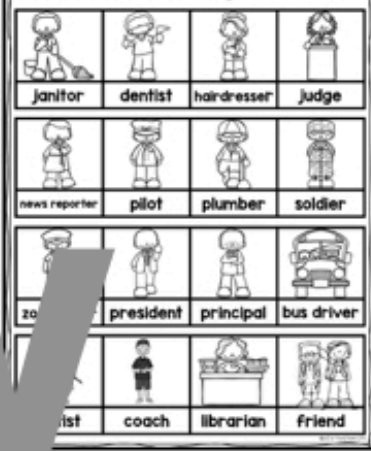 janitor dentist hairdresser judge
news reporter pilot plumber soldier
president principal bus driver
coach librarian friend